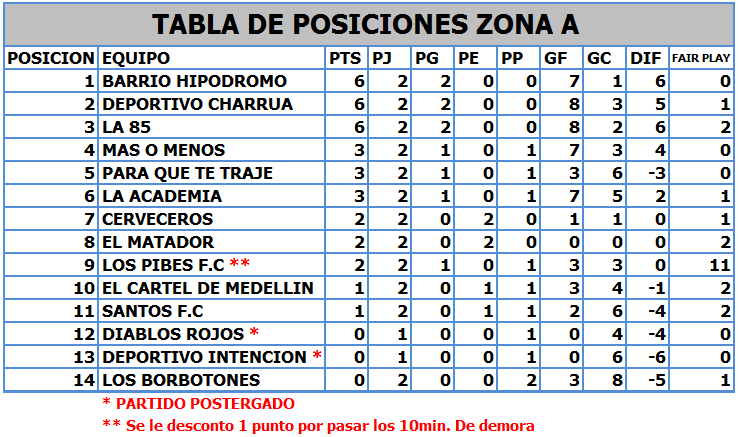 TABLA DE POSICIONES ZONA A
POSICION EQUIPO PTS PJ PG PE PP GF GC DIF FAIR PLAY
1 BARRIO HIPODROMO 6 2 2 0 0 7 1 6 0
2 DEPORTIVO CHARRUA 6 2 2 0 0 8 3 5 1
3 LA 85 6 2 2 0 0 8 2 6 2
4 MAS O MENOS 3 2 1 0 1 7 3 4 0
5 PARA QUE TE TRAJE 3 2 1 0 1 3 6 -3 0
6 LA ACADEMIA 3 2 1 0 1 7 5 2 1
7 CERVECEROS 2 2 0 2 0 1 1 0 1
8 EL MATADOR 2 2 0 2 0 0 0 0 2
9 LOS PIBES F.C ** 2 2 1 0 1 3 3 0 11
10 EL CARTEL DE MEDELLIN 1 2 0 1 1 3 4 -1 2
11 SANTOS F.C 1 2 0 1 1 2 6 -4 2
12 DIABLOS ROJOS * 0 1 0 0 1 0 4 -4 0
13 DEPORTIVO INTENCION * 0 1 0 0 1 0 6 -6 0
14 LOS BORBOTONES 0 2 0 0 2 3 8 -5 1
* PARTIDO POSTERGADO
** Se le desconto 1 punto por pasar los 10min. De demora